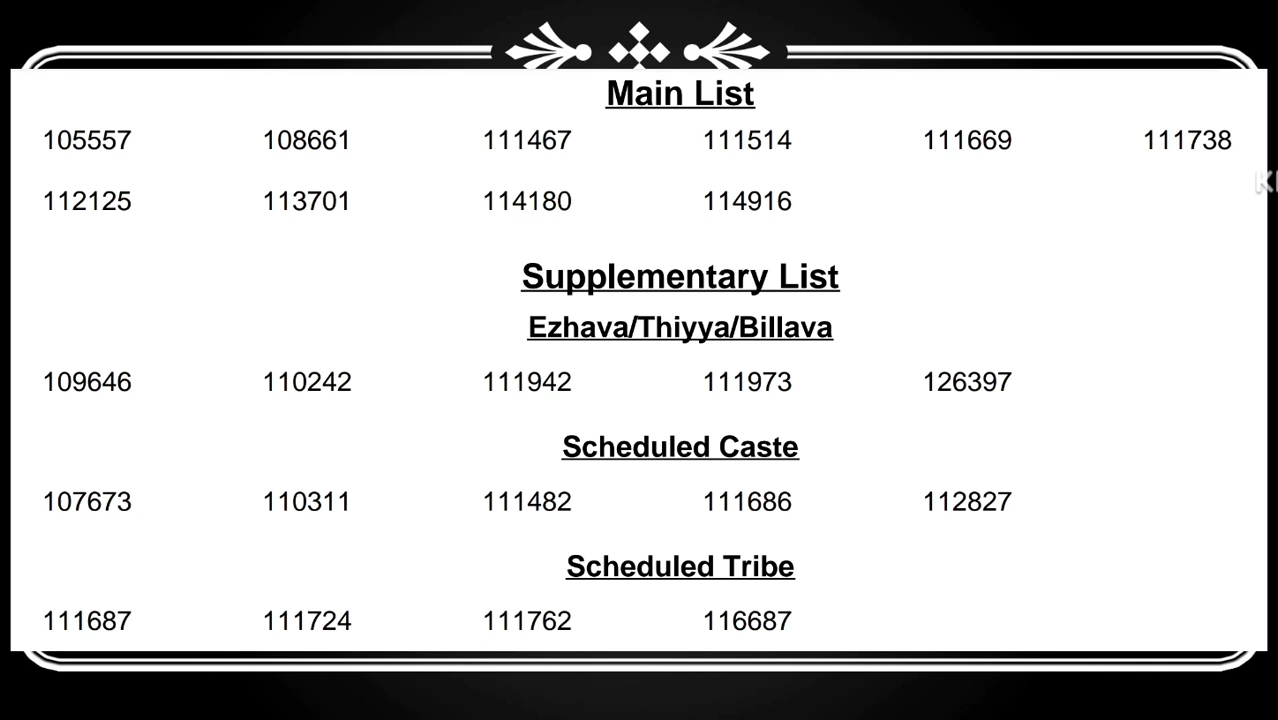 Main List
105557 108661 111467 111514 111669 111738
112125 113701 114180 114916
Supplementary List
Ezhava/Thiyya/Billava
109646 110242 111942 111973 126397
Scheduled Caste
107673 110311 111482 111686 112827
Scheduled Tribe
111687 111724 111762 116687